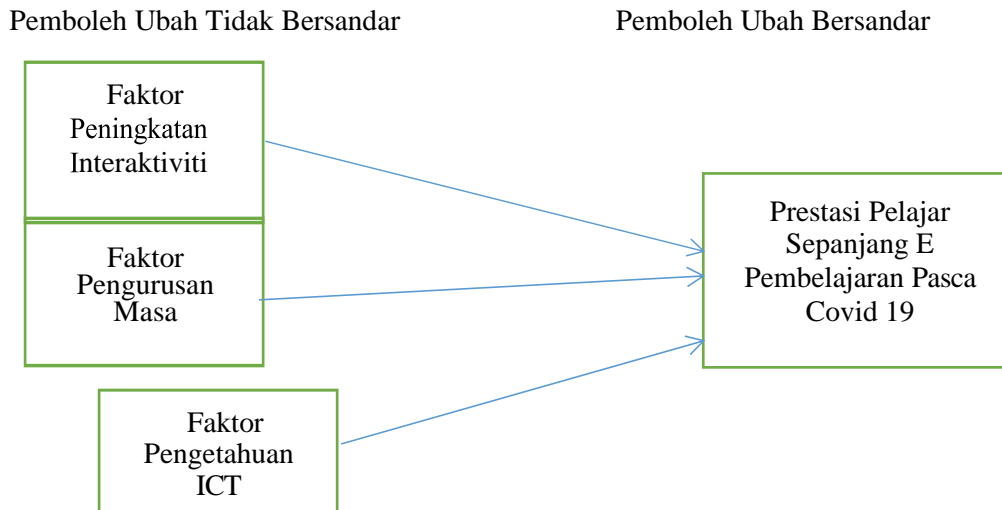 Pemboleh Ubah Tidak Bersandar
Pemboleh Ubah Bersandar
Faktor
Peningkatan
Interaktiviti
Faktor
Pengurusan
Masa
Faktor
Pengetahuan
ICT
Prestasi Pelajar
Sepanjang E
Pembelajaran Pasca
Covid 19